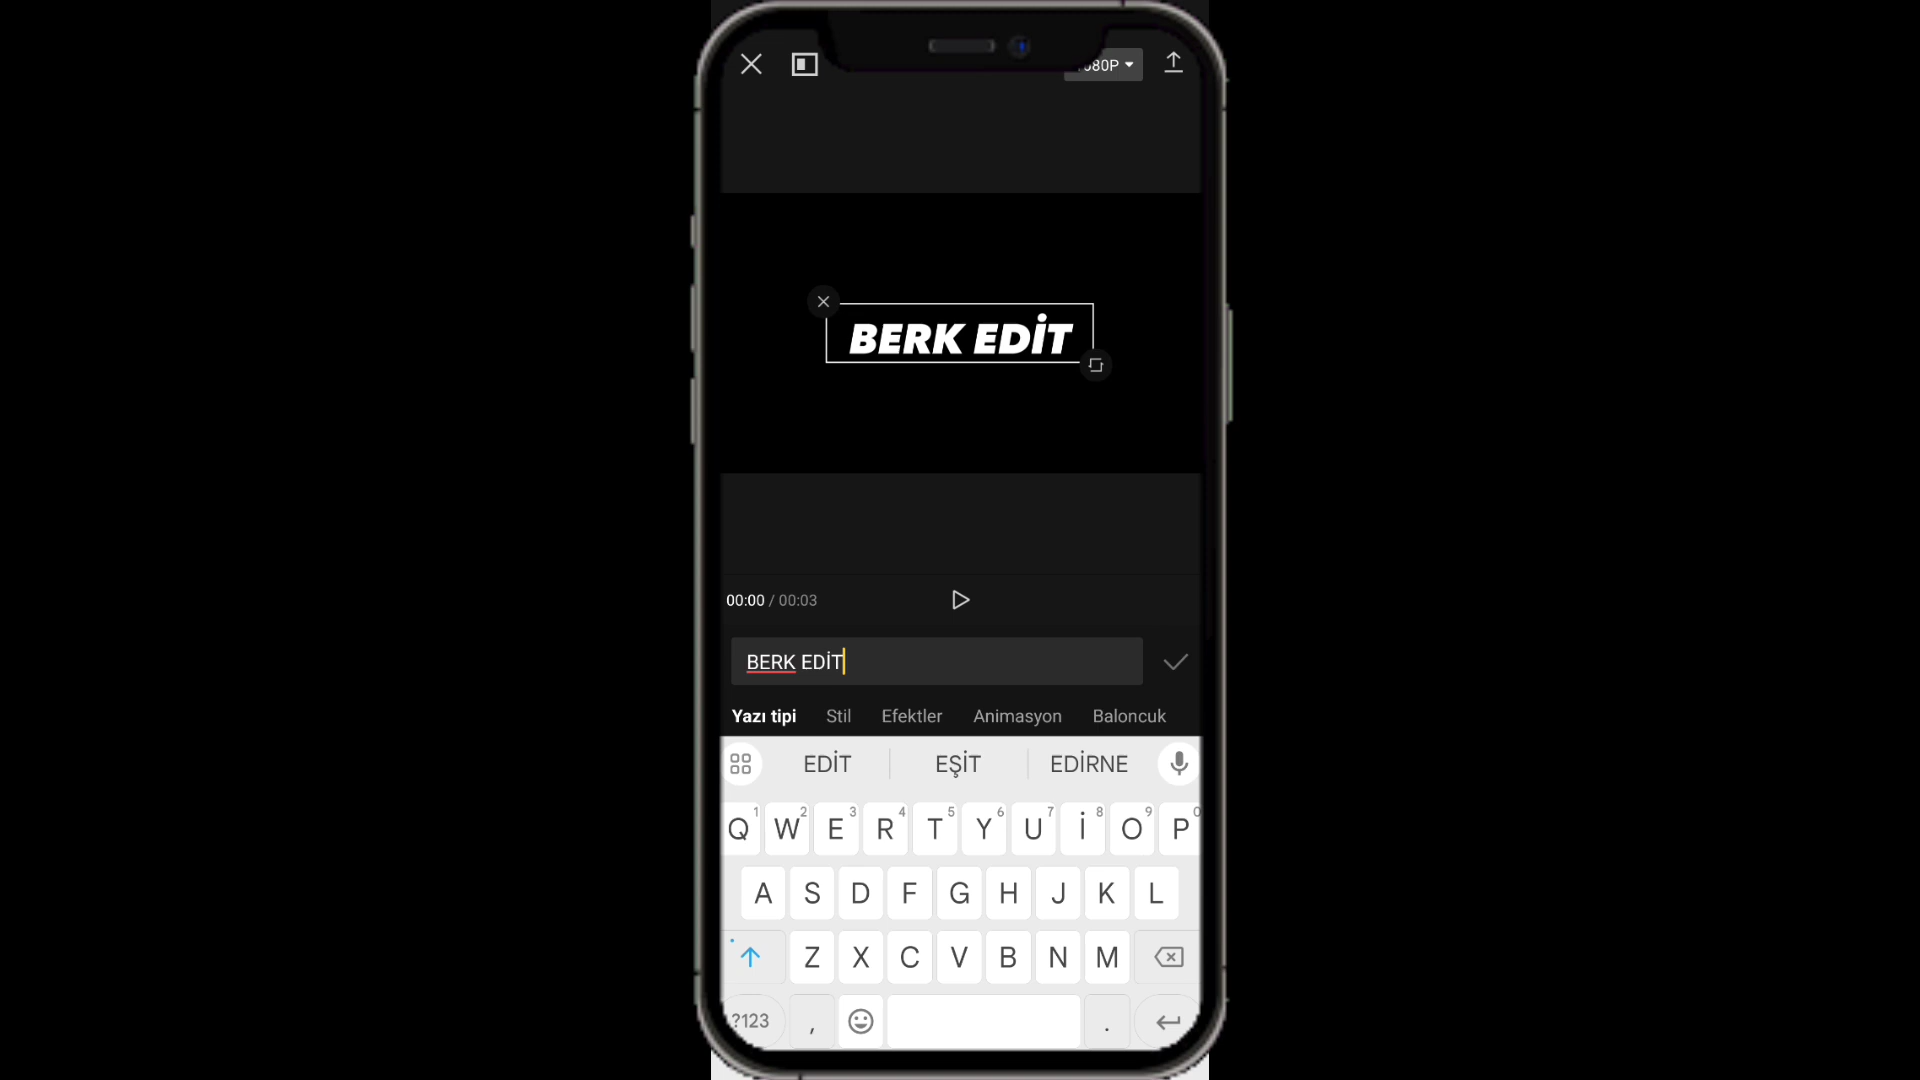 080P
BERK EDİT
00:00 / 00:03
BERK EDİT
Yazı tipi Stil Efektler Animasyon Baloncuk
EDİT EŞİT EDİRNE
Q1 W2 E3 R4 T5 Y6 U7 İ8 O9 P0
A S D F G H J K L
Z X C V B N M
?123 , .